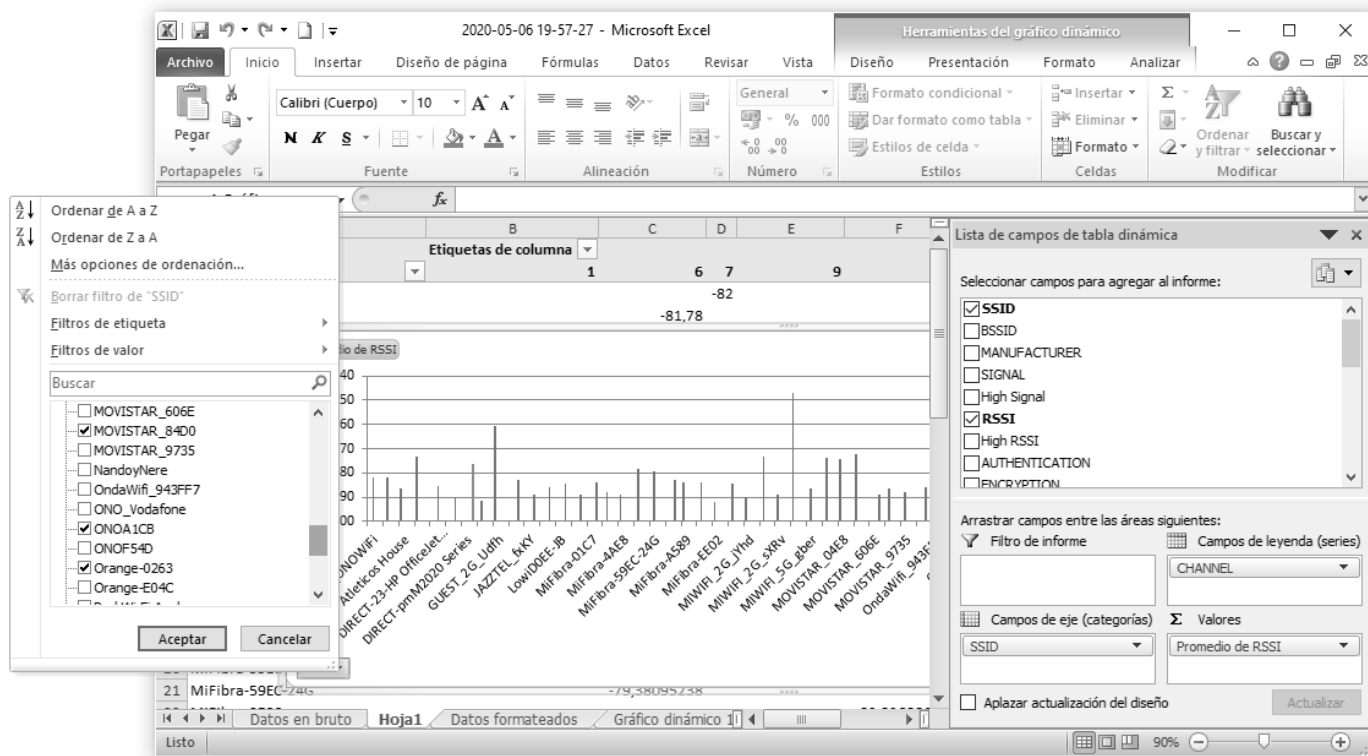 2020-05-06 19-57-27 - Microsoft Excel
Herramientas del gráfico dinámico
Archivo Inicio Insertar Diseño de página Fórmulas Datos Revisar Vista Diseño Presentación Formato Analizar
Pegar
Calibri (Cuerpo) 10 A A
N K S A
General
% 000
Formato condicional
Dar formato como tabla
Estilos de celda
Insertar
Eliminar
Formato
Σ
Ordenar y filtrar
Buscar y seleccionar
Portapapeles Fuente Alineación Número Estilos Celdas Modificar
fx
Ordenar de A a Z
Ordenar de Z a A
Más opciones de ordenación...
Borrar filtro de "SSID"
Filtros de etiqueta
Filtros de valor
Buscar
MOVISTAR_606E
MOVISTAR_84D0
MOVISTAR_9735
NandoyNere
OndaWifi_943FF7
ONO_Vodafone
ONOA1CB
ONOF54D
Orange-0263
Orange-E04C
Aceptar Cancelar
B C D E F
Etiquetas de columna
1 6 7 9
-82
-81,78
io de RSSI
40
50
60
70
80
90
00
ONOWiFi
Atleticos House
DIRECT-23-HP OfficeJet...
DIRECT-pmM2020 Series
GUEST_2G_Udfh
JAZZTEL_fxKY
LowiD0EE-JB
MiFibra-01C7
MiFibra-4AE8
MiFibra-59EC-24G
MiFibra-A589
MiFibra-EE02
MIWIFI_2G_jYhd
MIWIFI_2G_sXRv
MIWIFI_5G_gber
MOVISTAR_04E8
MOVISTAR_606E
MOVISTAR_9735
OndaWifi_943F
21 MiFibra-59EC-24G -79,38095238
Datos en bruto Hoja1 Datos formateados Gráfico dinámico 1
Listo
90%
Lista de campos de tabla dinámica
Seleccionar campos para agregar al informe:
SSID
BSSID
MANUFACTURER
SIGNAL
High Signal
RSSI
High RSSI
AUTHENTICATION
ENCRYPTION
Arrastrar campos entre las áreas siguientes:
Filtro de informe Campos de leyenda (series)
CHANNEL
Campos de eje (categorías) Σ Valores
SSID Promedio de RSSI
Aplazar actualización del diseño Actualizar